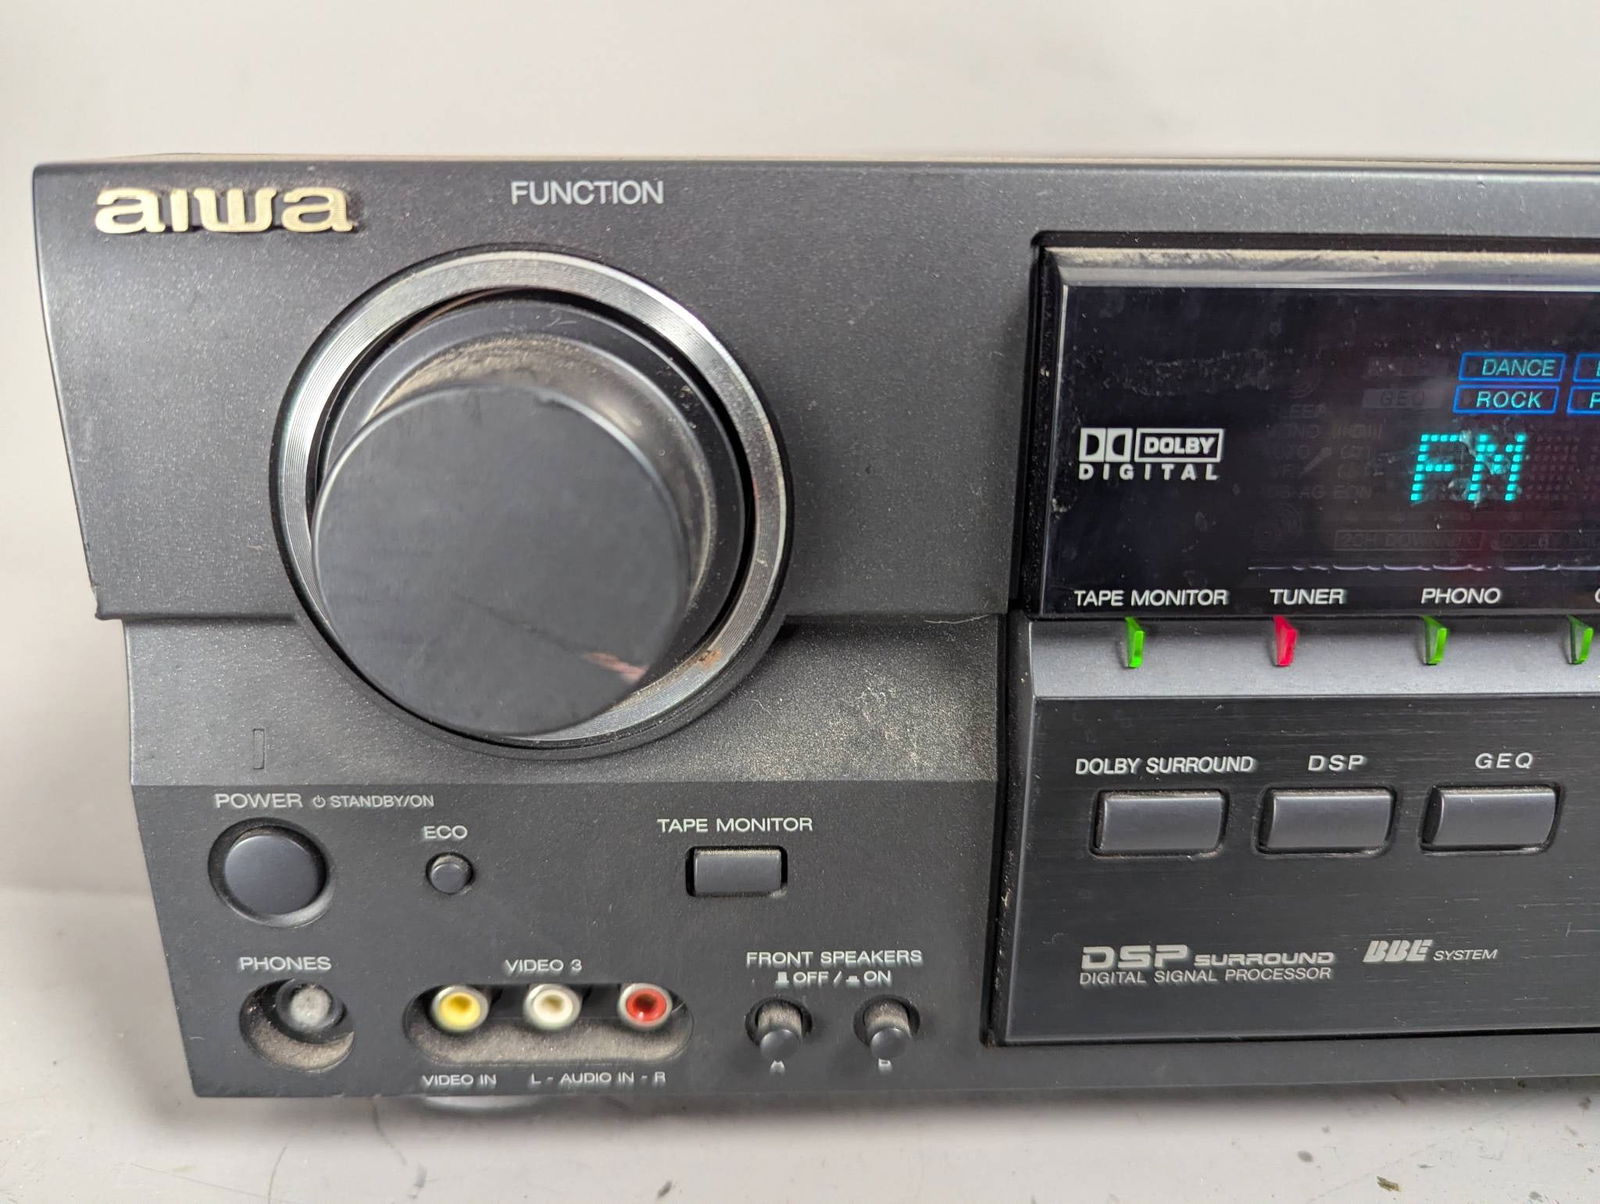 aiwa
FUNCTION
DANCE
ROCK
GEQ
DOLBY
DIGITAL
FM
TAPE MONITOR
TUNER
PHONO
DOLBY SURROUND
DSP
GEQ
POWER ⏻ STANDBY/ON
ECO
TAPE MONITOR
DSP SURROUND
DIGITAL SIGNAL PROCESSOR
BBE SYSTEM
PHONES
VIDEO 3
FRONT SPEAKERS
OFF / ON
VIDEO IN
L - AUDIO IN - R
A
B